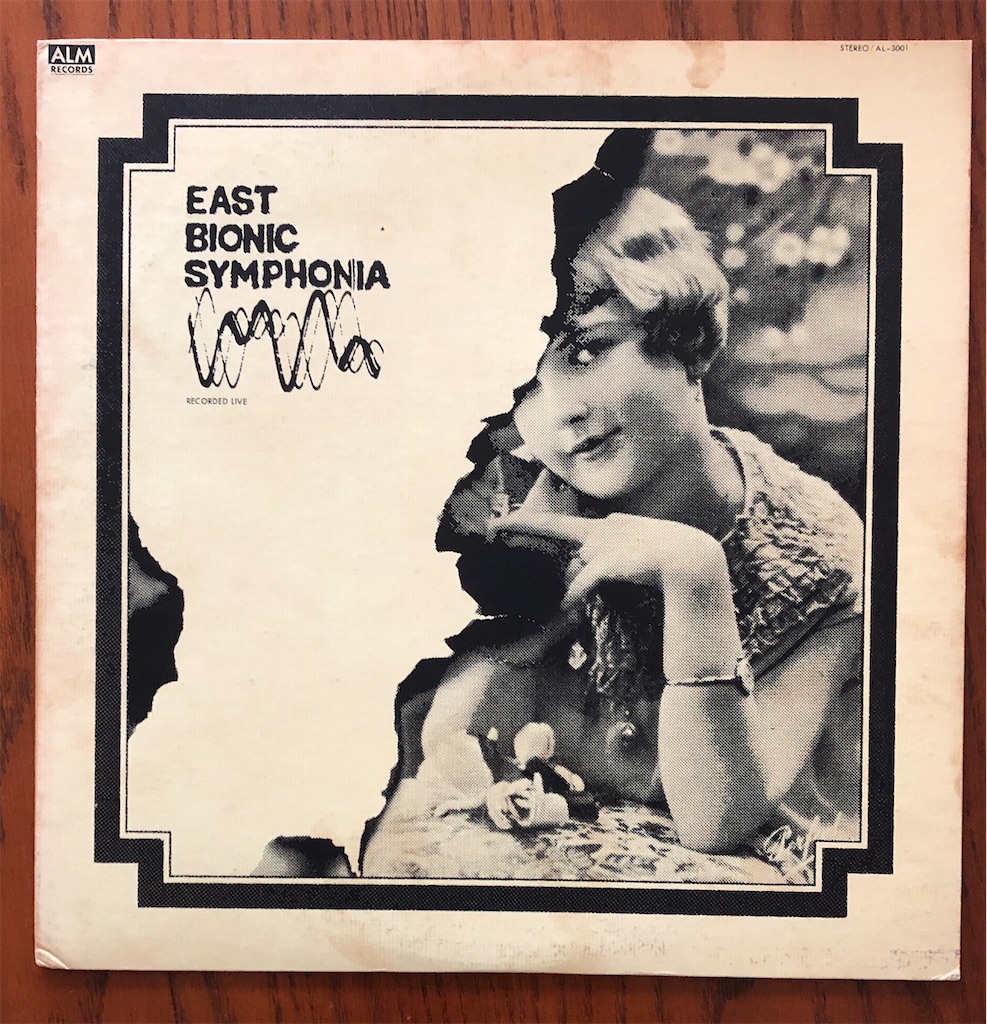 ALM
RECORDS
STEREO / AL-3001
EAST
BIONIC
SYMPHONIA
RECORDED LIVE